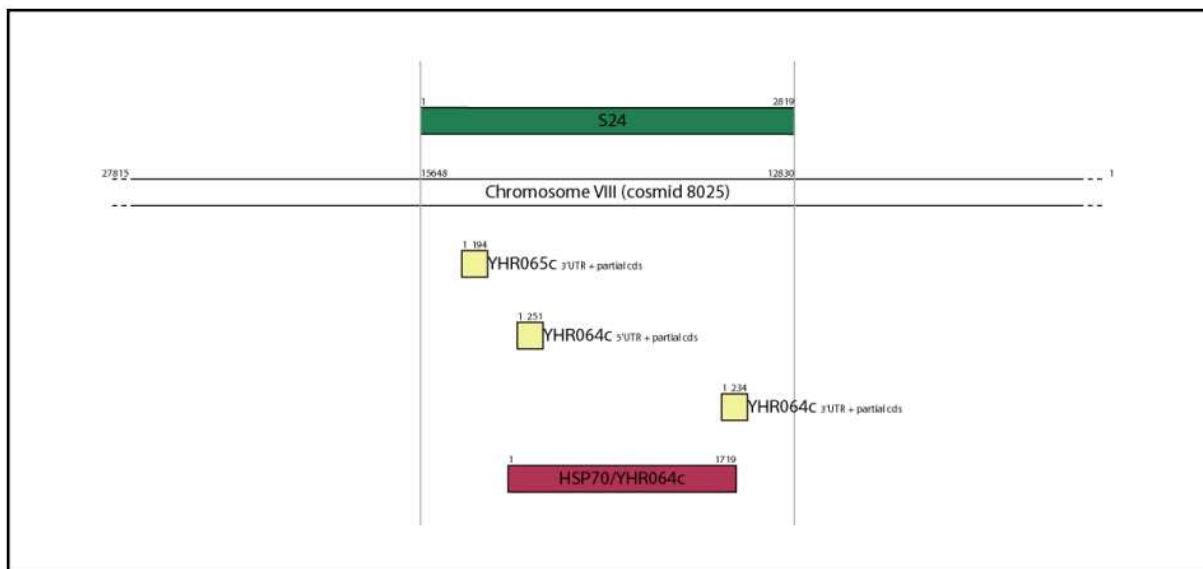 1 2819
S24
27815 15648 12830 1
Chromosome VIII (cosmid 8025)
1 194
YHR065c 3'UTR + partial cds
1 251
YHR064c 5'UTR + partial cds
1 234
YHR064c 3'UTR + partial cds
1 1719
HSP70/YHR064c